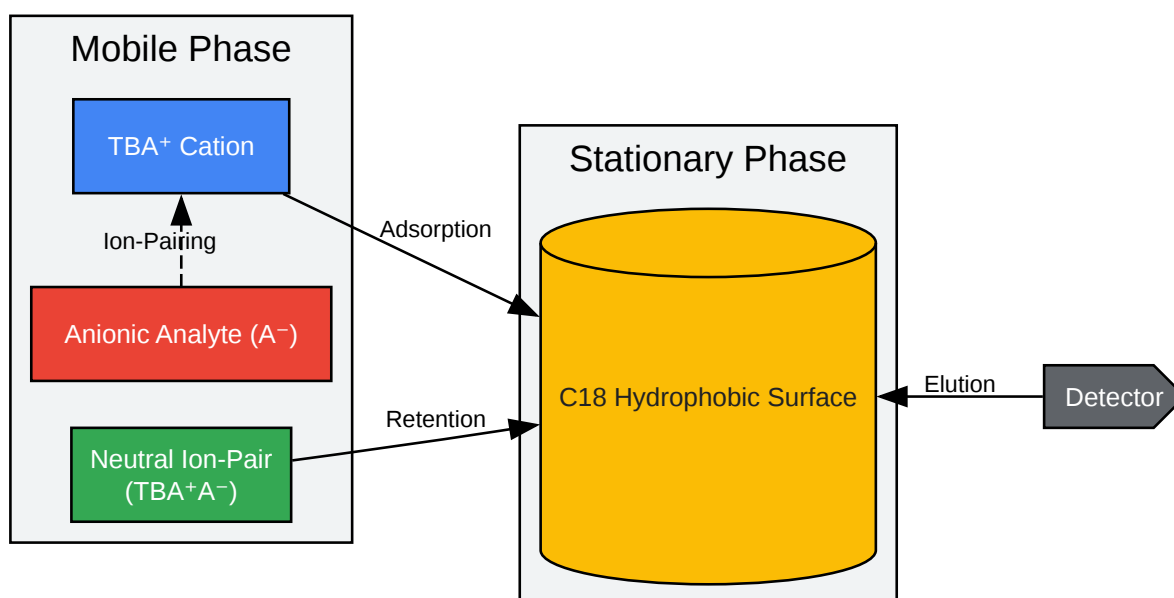 Mobile Phase
TBA⁺ Cation
Ion-Pairing
Anionic Analyte (A⁻)
Neutral Ion-Pair
(TBA⁺A⁻)
Adsorption
Retention
Stationary Phase
C18 Hydrophobic Surface
Elution
Detector